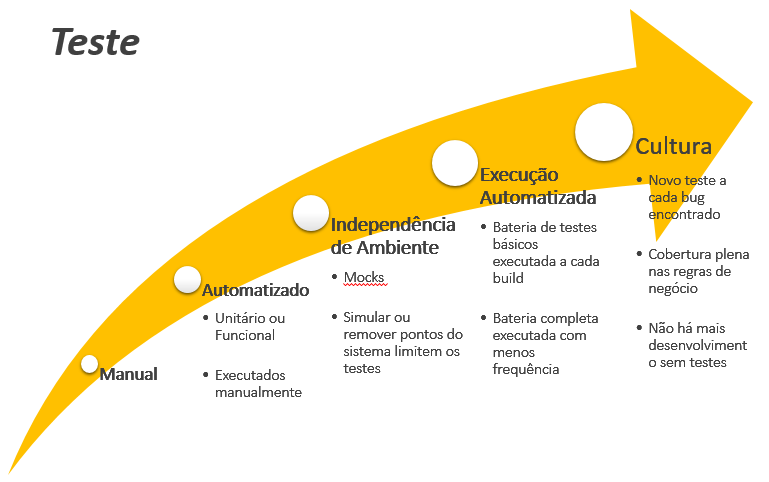 Teste
Manual
Automatizado
• Unitário ou
Funcional
• Executados
manualmente
Independência
de Ambiente
• Mocks
• Simular ou
remover pontos do
sistema limitem os
testes
Execução
Automatizada
• Bateria de testes
básicos
executada a cada
build
• Bateria completa
executada com
menos
frequência
Cultura
• Novo teste a
cada bug
encontrado
• Cobertura plena
nas regras de
negócio
• Não há mais
desenvolviment
o sem testes